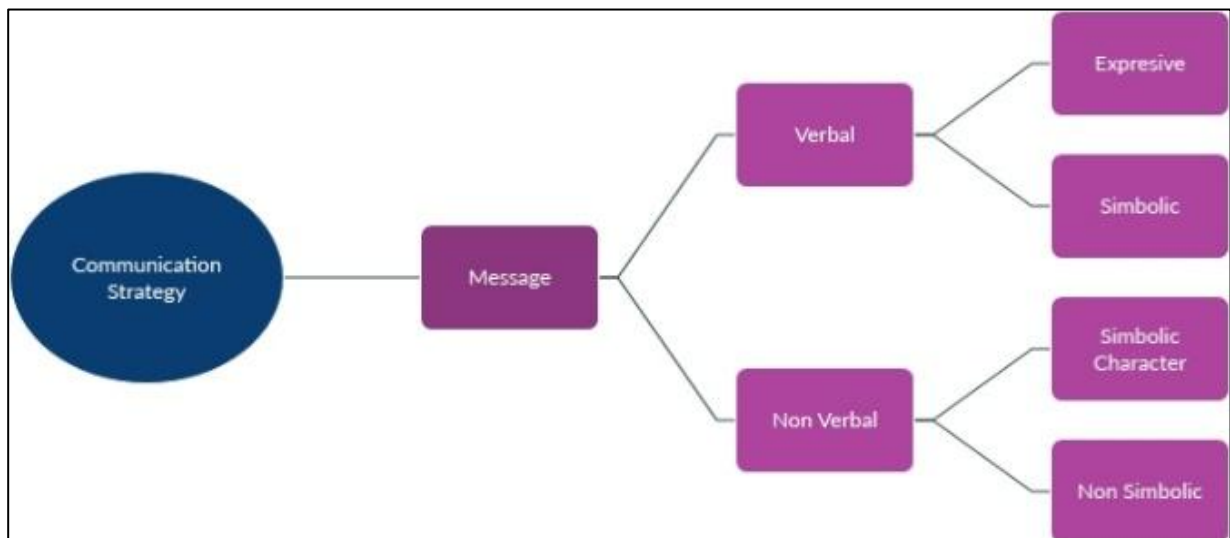 Communication
Strategy
Message
Verbal
Non Verbal
Expresive
Simbolic
Simbolic
Character
Non Simbolic